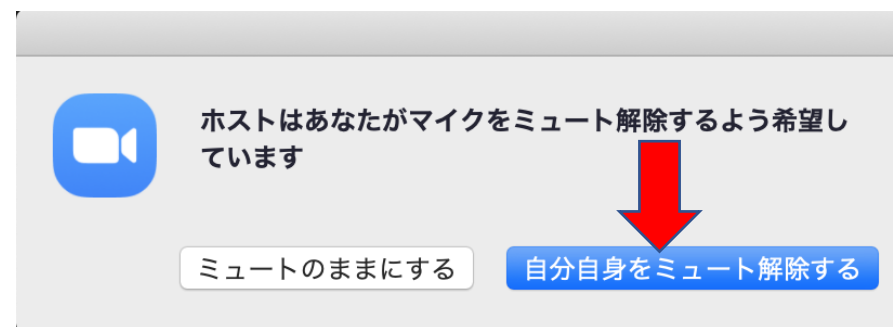 ホストはあなたがマイクをミュート解除するよう希望し
ています
ミュートのままにする
自分自身をミュート解除する